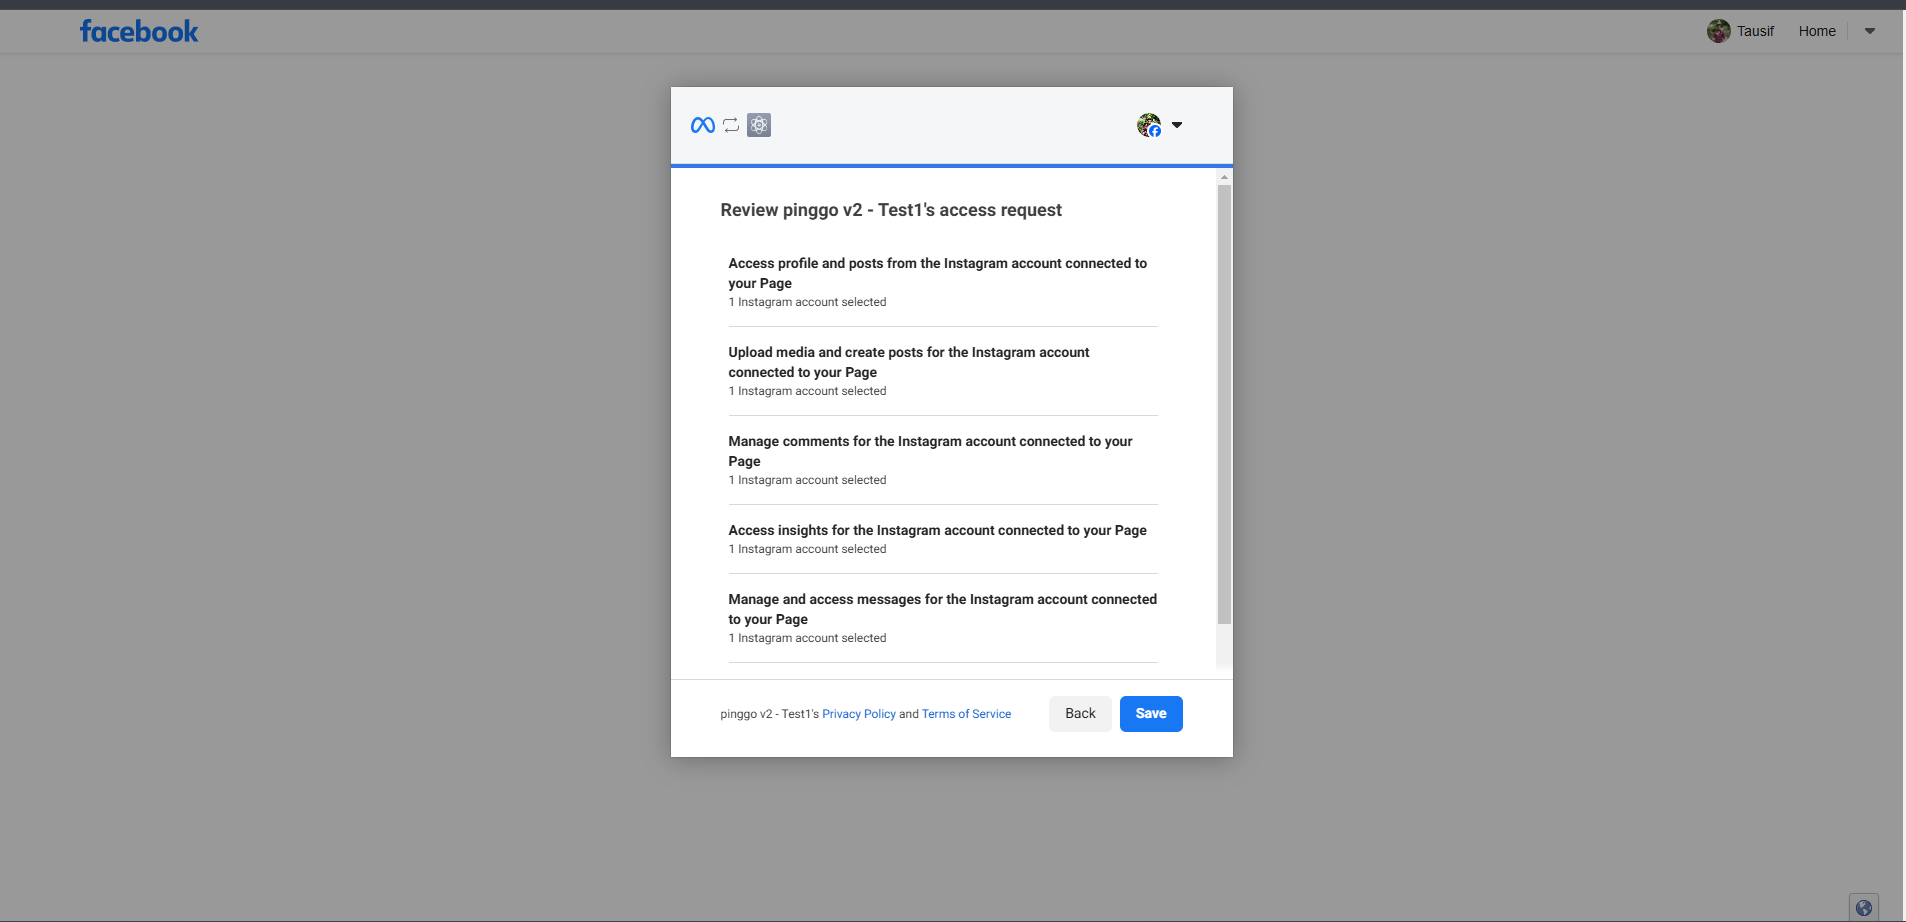 facebook
Tausif
Home
Review pinggo v2 - Test1's access request
Access profile and posts from the Instagram account connected to
your Page
1 Instagram account selected
Upload media and create posts for the Instagram account
connected to your Page
1 Instagram account selected
Manage comments for the Instagram account connected to your
Page
1 Instagram account selected
Access insights for the Instagram account connected to your Page
1 Instagram account selected
Manage and access messages for the Instagram account connected
to your Page
1 Instagram account selected
pinggo v2 - Test1's Privacy Policy and Terms of Service
Back
Save